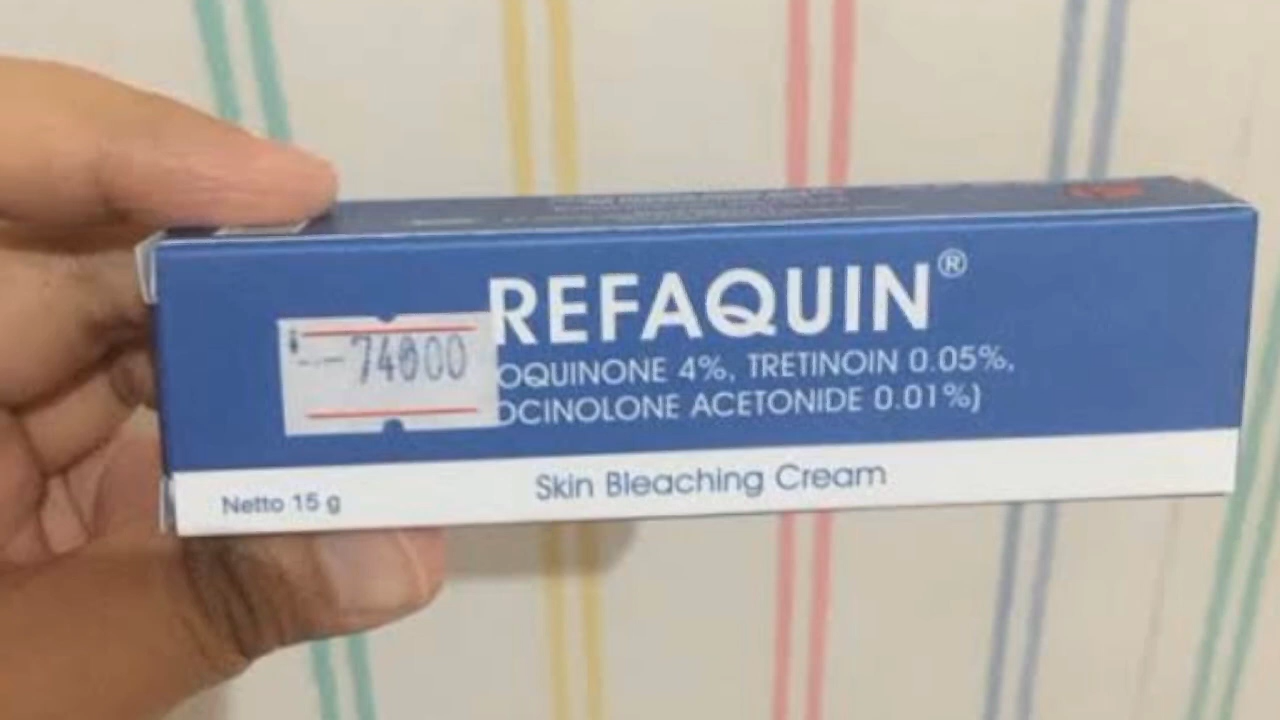 REFAQUIN®
74000
OQUINONE 4%, TRETINOIN 0.05%,
OCINOLONE ACETONIDE 0.01%)
Skin Bleaching Cream
Netto 15 g